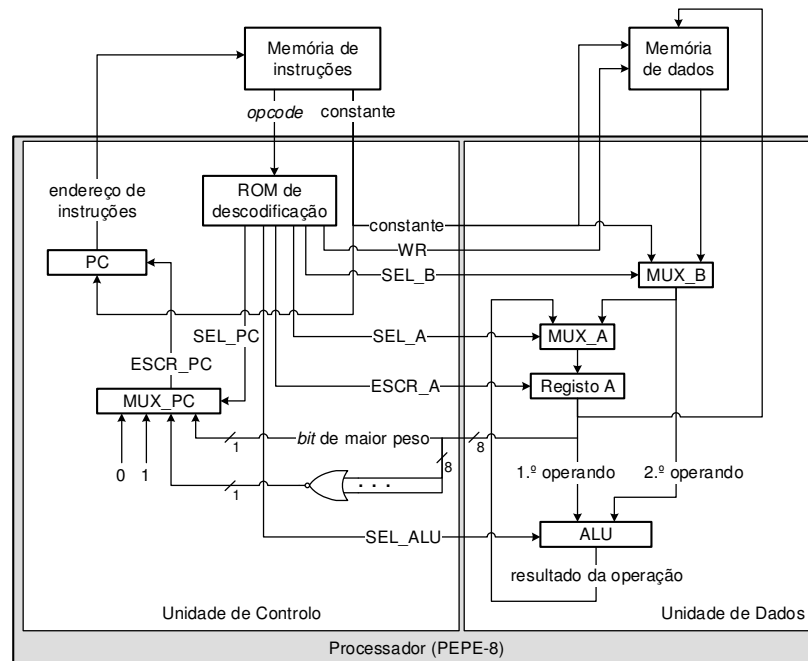 Memória de
instruções
Memória
de dados
opcode
constante
endereço de
instruções
ROM de
descodificação
constante
WR
PC
SEL_B
MUX_B
SEL_PC
SEL_A
MUX_A
ESCR_PC
ESCR_A
Registo A
MUX_PC
1
bit de maior peso
8
8
0
1
1
. . .
1.º operando
2.º operando
SEL_ALU
ALU
resultado da operação
Unidade de Controlo
Unidade de Dados
Processador (PEPE-8)